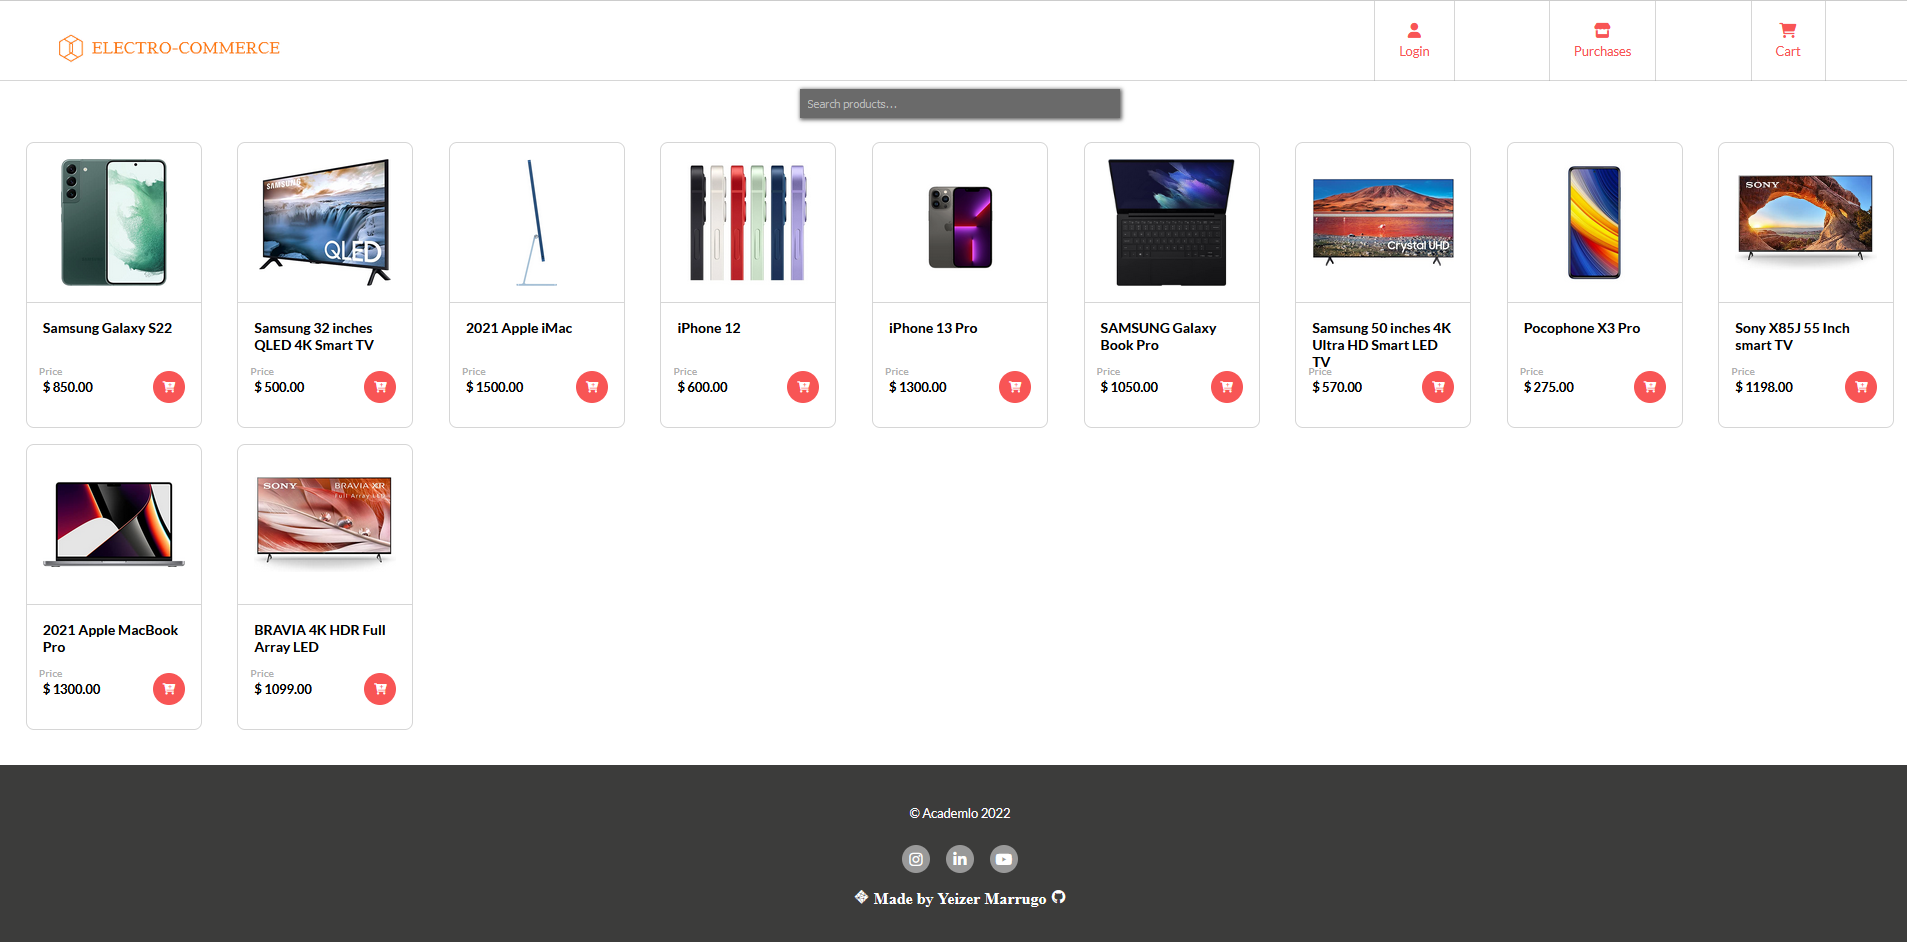 ELECTRO-COMMERCE
Login
Purchases
Cart
Search products...
SAMSUNG
QLED
Crystal UHD
SONY
Samsung Galaxy S22
Price
$ 850.00
Samsung 32 inches
QLED 4K Smart TV
Price
$ 500.00
2021 Apple iMac
Price
$ 1500.00
iPhone 12
Price
$ 600.00
iPhone 13 Pro
Price
$ 1300.00
SAMSUNG Galaxy
Book Pro
Price
$ 1050.00
Samsung 50 inches 4K
Ultra HD Smart LED
TV
Price
$ 570.00
Pocophone X3 Pro
Price
$ 275.00
Sony X85J 55 Inch
smart TV
Price
$ 1198.00
SONY
BRAVIA XR
Full Array LED
2021 Apple MacBook
Pro
Price
$ 1300.00
BRAVIA 4K HDR Full
Array LED
Price
$ 1099.00
© Academlo 2022
Made by Yeizer Marrugo